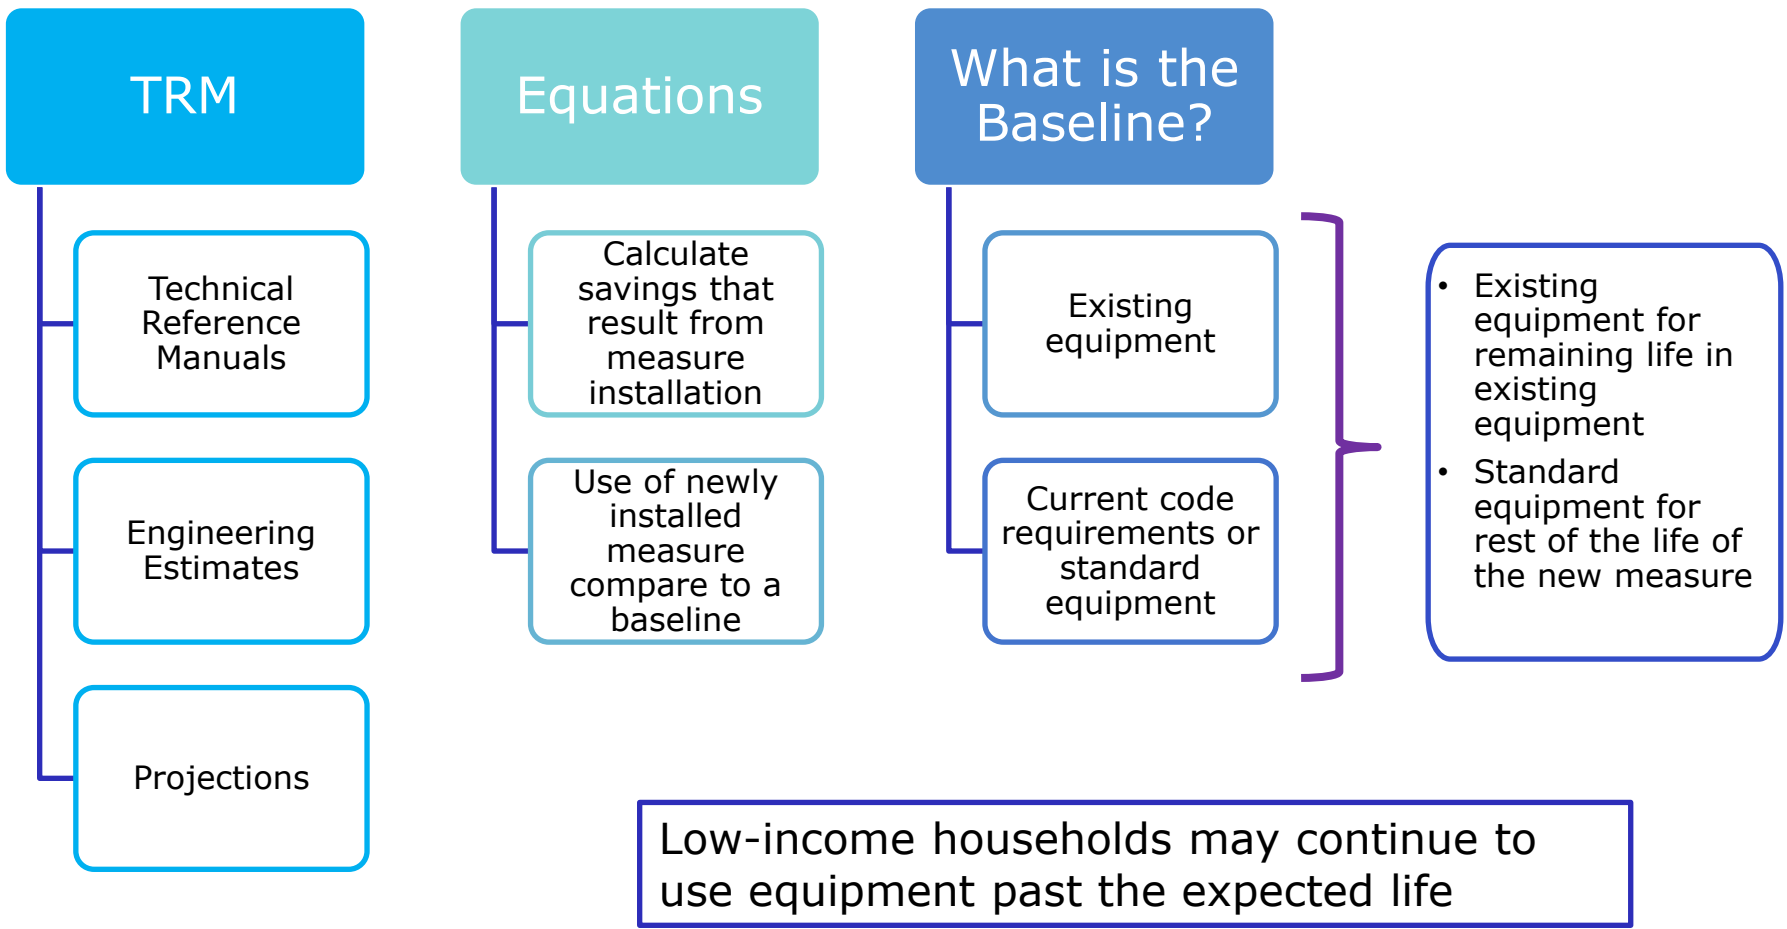 TRM
Technical
Reference
Manuals
Engineering
Estimates
Projections
Equations
Calculate
savings that
result from
measure
installation
Use of newly
installed
measure
compare to a
baseline
What is the
Baseline?
Existing
equipment
Current code
requirements or
standard
equipment
• Existing
equipment for
remaining life in
existing
equipment
• Standard
equipment for
rest of the life of
the new measure
Low-income households may continue to
use equipment past the expected life